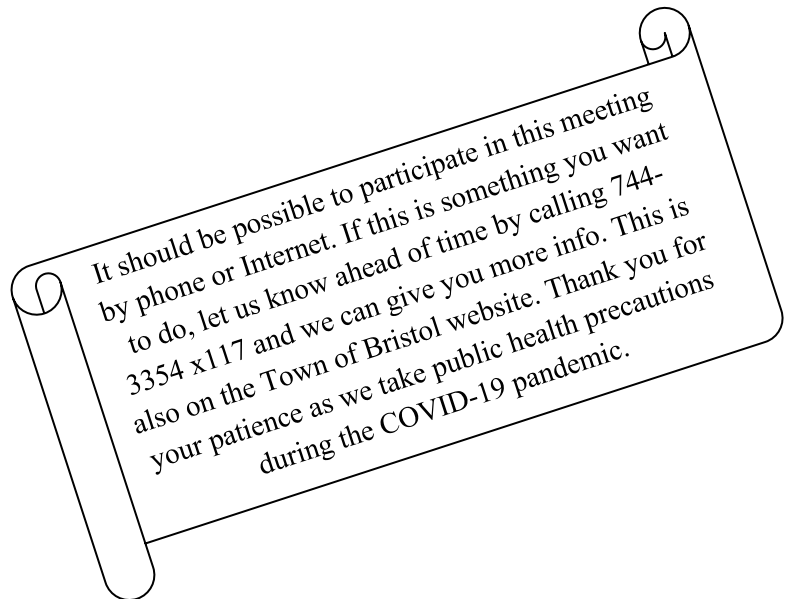 It should be possible to participate in this meeting
by phone or Internet. If this is something you want
to do, let us know ahead of time by calling 744-
3354 x117 and we can give you more info. This is
also on the Town of Bristol website. Thank you for
your patience as we take public health precautions
during the COVID-19 pandemic.